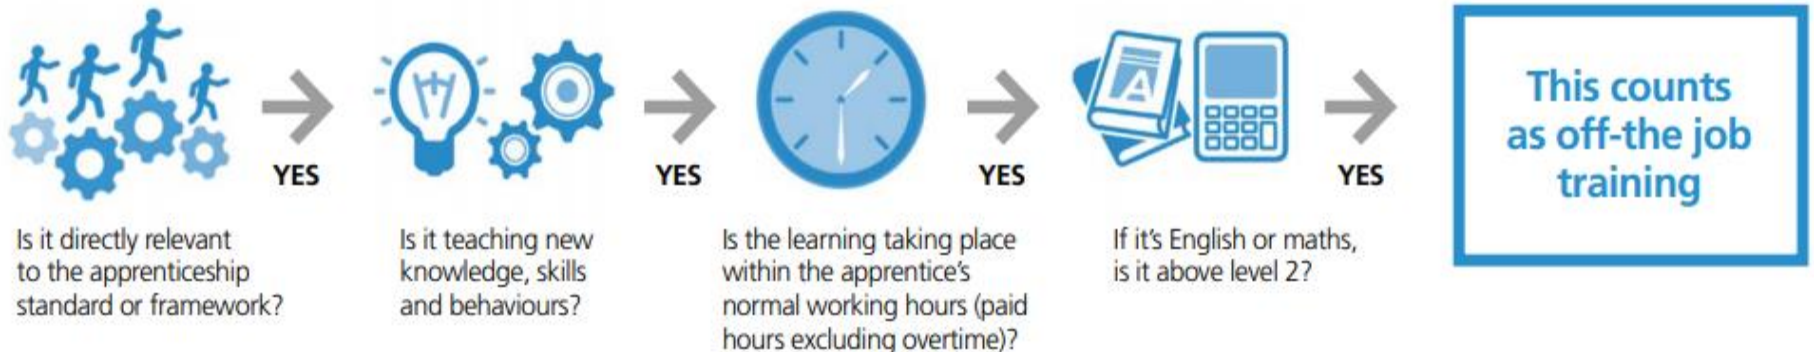 YES
YES
YES
YES
This counts
as off-the job
training
Is it directly relevant
to the apprenticeship
standard or framework?
Is it teaching new
knowledge, skills
and behaviours?
Is the learning taking place
within the apprentice's
normal working hours (paid
hours excluding overtime)?
If it's English or maths,
is it above level 2?
A